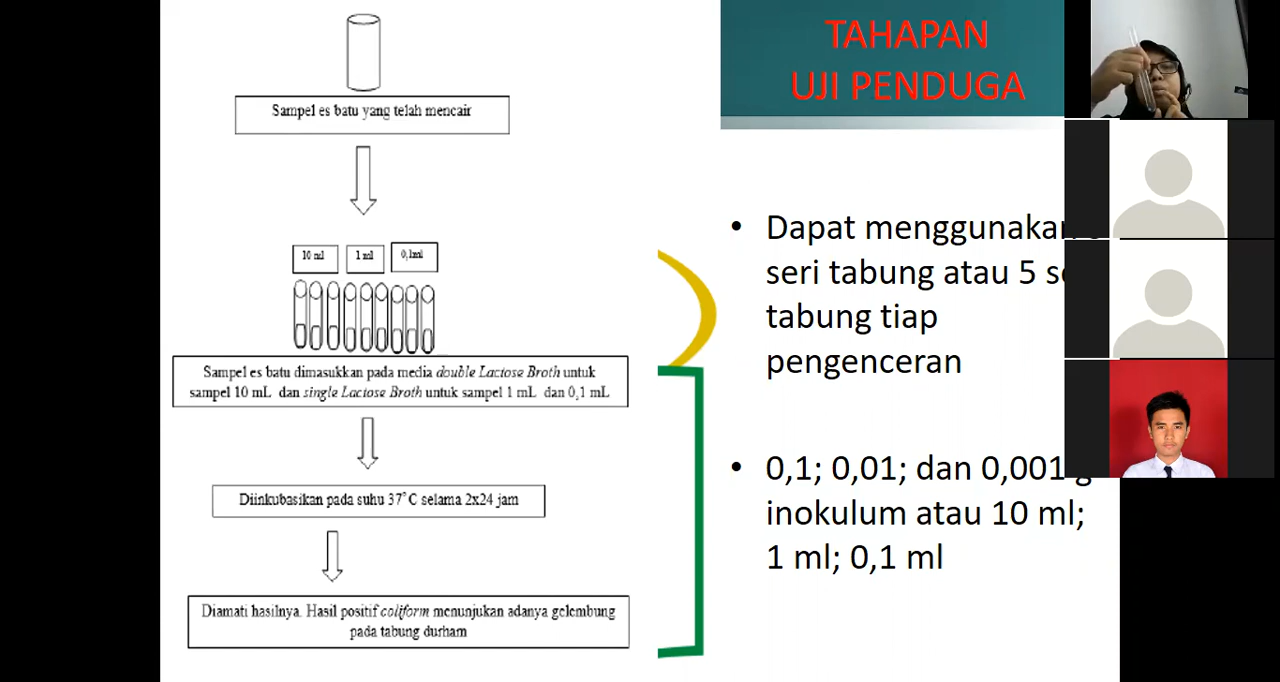 Sampel es batu yang telah mencair
10 ml
1 ml
0,1ml
Sampel es batu dimasukkan pada media double Lactose Broth untuk
sampel 10 mL dan single Lactose Broth untuk sampel 1 mL dan 0,1 mL
Diinkubasikan pada suhu 37°C selama 2x24 jam
Diamati hasilnya. Hasil positif coliform menunjukan adanya gelembung
pada tabung durham
TAHAPAN
UJI PENDUGA
• Dapat menggunakan
seri tabung atau 5
tabung tiap
pengenceran
• 0,1; 0,01; dan 0,001 g
inokulum atau 10 ml;
1 ml; 0,1 ml